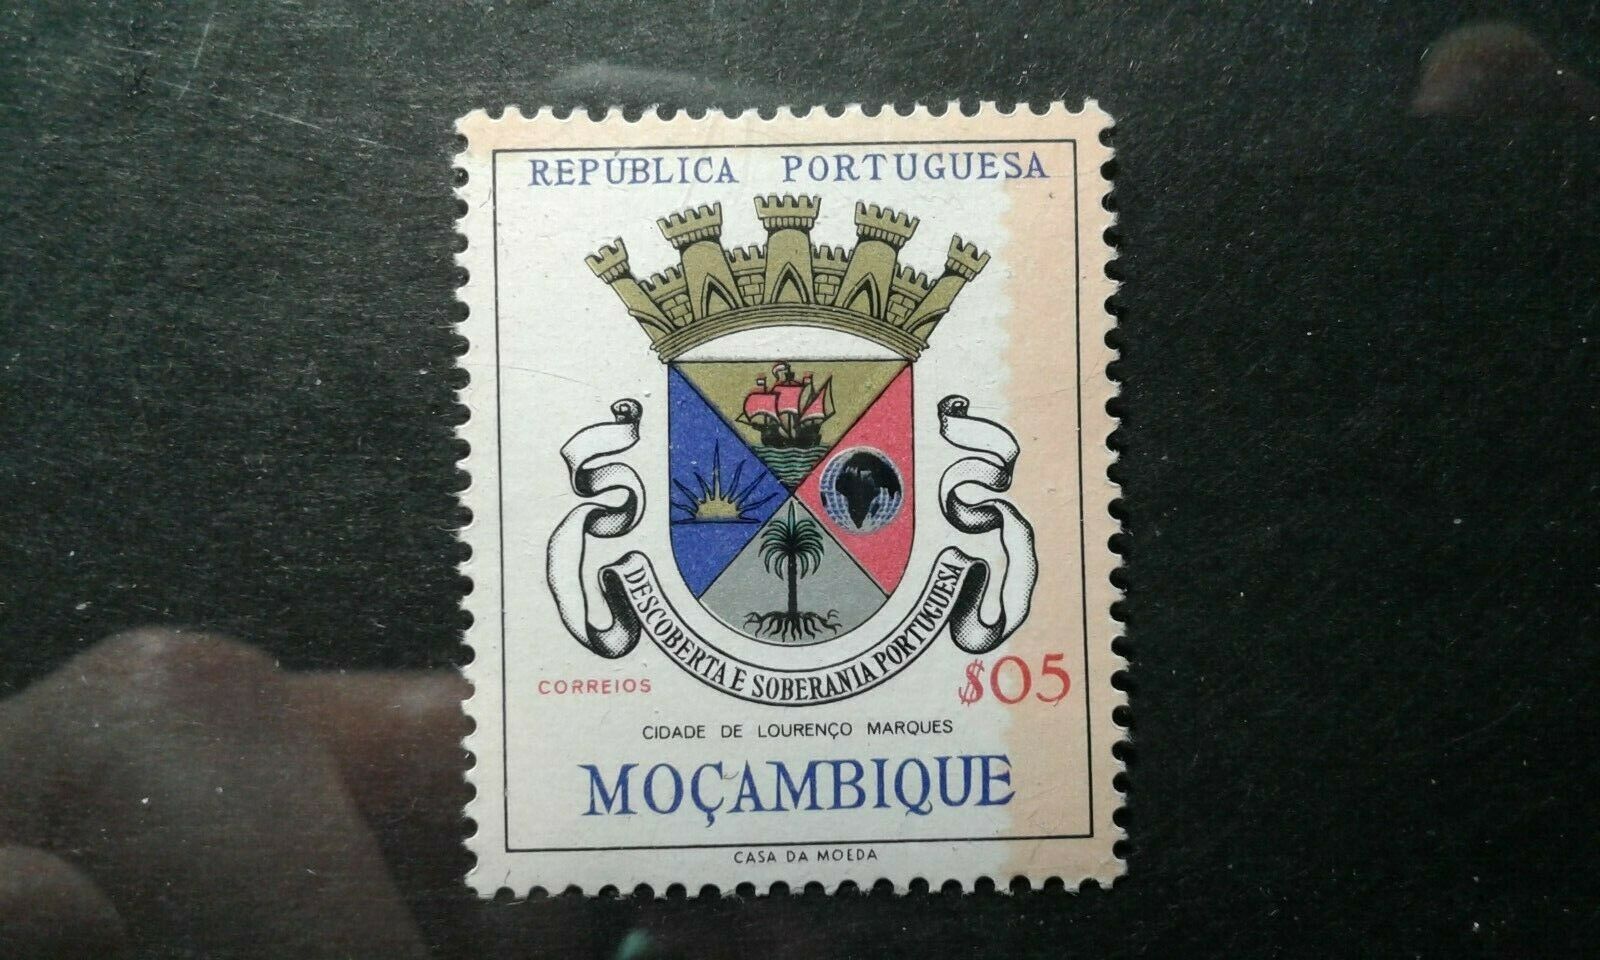 REPÚBLICA PORTUGUESA
DESCOBERTA E SOBERANIA PORTUGUESA
CORREIOS
$05
CIDADE DE LOURENÇO MARQUES
MOÇAMBIQUE
CASA DA MOEDA